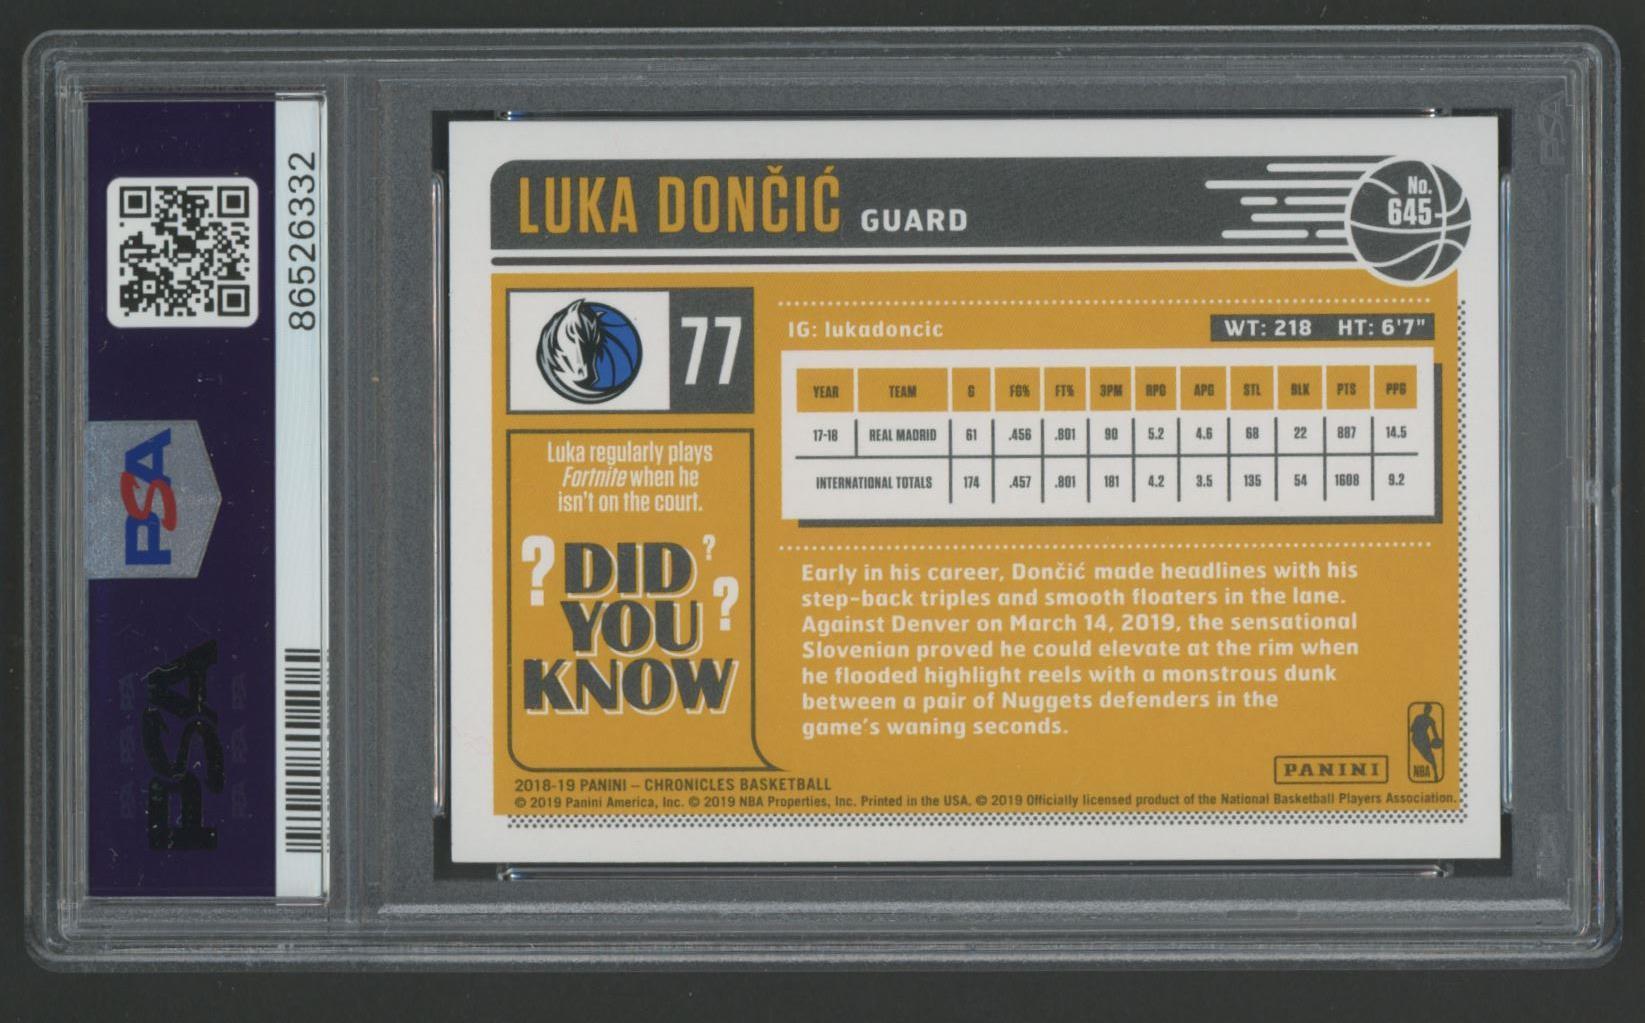 86526332
PSA
PSA
LUKA DONČIĆ GUARD
No.
645
77
IG: lukadoncic
WT: 218 HT: 6'7"
YEAR TEAM G FG% FT% 3PM RPG APG STL BLK PTS PPG
17-18 REAL MADRID 61 .456 .801 90 5.2 4.6 68 22 887 14.5
INTERNATIONAL TOTALS 174 .457 .801 181 4.2 3.5 135 54 1608 9.2
Luka regularly plays
Fortnite when he
isn't on the court.
? DID ?
YOU ?
KNOW
Early in his career, Dončić made headlines with his
step-back triples and smooth floaters in the lane.
Against Denver on March 14, 2019, the sensational
Slovenian proved he could elevate at the rim when
he flooded highlight reels with a monstrous dunk
between a pair of Nuggets defenders in the
game's waning seconds.
PANINI
NBA
2018-19 PANINI – CHRONICLES BASKETBALL
© 2019 Panini America, Inc. © 2019 NBA Properties, Inc. Printed in the USA. © 2019 Officially licensed product of the National Basketball Players Association.
PSA